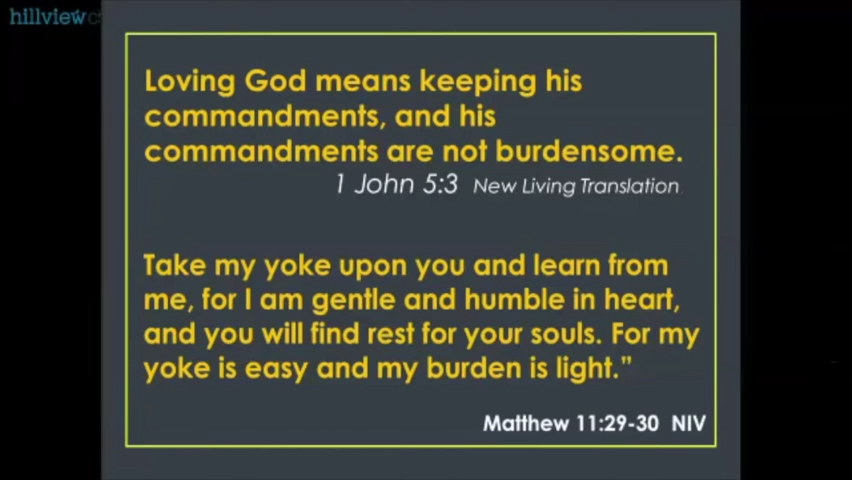 hillview
Loving God means keeping his
commandments, and his
commandments are not burdensome.
1 John 5:3 New Living Translation
Take my yoke upon you and learn from
me, for I am gentle and humble in heart,
and you will find rest for your souls. For my
yoke is easy and my burden is light.”
Matthew 11:29-30 NIV